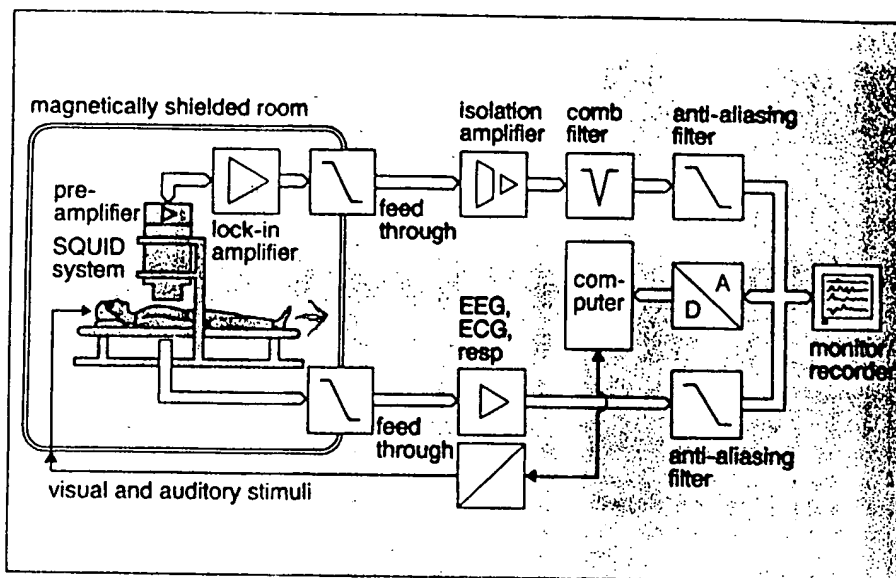 magnetically shielded room
isolation
amplifier
comb
filter
anti-aliasing
filter
pre-
amplifier
lock-in
amplifier
feed
through
SQUID
system
com-
puter
A
D
EEG,
ECG,
resp
monitor/
recorder
feed
through
anti-aliasing
filter
visual and auditory stimuli